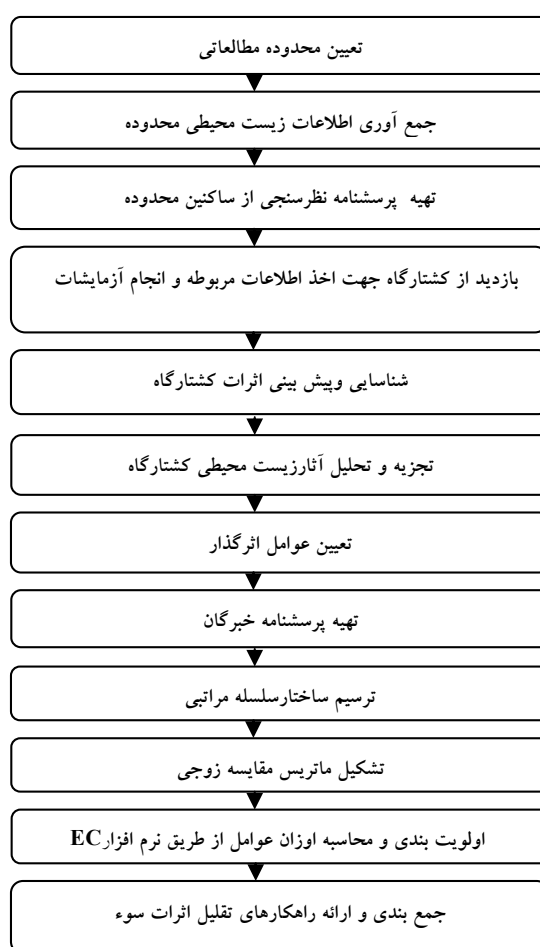 تعیین محدوده مطالعاتی
جمع آوری اطلاعات زیست محیطی محدوده
تهیه پرسشنامه نظرسنجی از ساکنین محدوده
بازدید از کشتارگاه جهت اخذ اطلاعات مربوطه و انجام آزمایشات
شناسایی وپیش بینی اثرات کشتارگاه
تجزیه و تحلیل آثارزیست محیطی کشتارگاه
تعیین عوامل اثرگذار
تهیه پرسشنامه خبرگان
ترسیم ساختارسلسله مراتبی
تشکیل ماتریس مقایسه زوجی
اولویت بندی و محاسبه اوزان عوامل از طریق نرم افزارEC
جمع بندی و ارائه راهکارهای تقلیل اثرات سوء